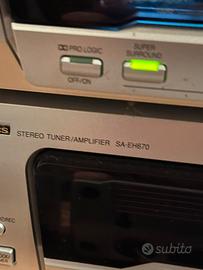 PRO LOGIC
SUPER
SURROUND
OFF/ON
STEREO TUNER/AMPLIFIER SA-EH670
subito